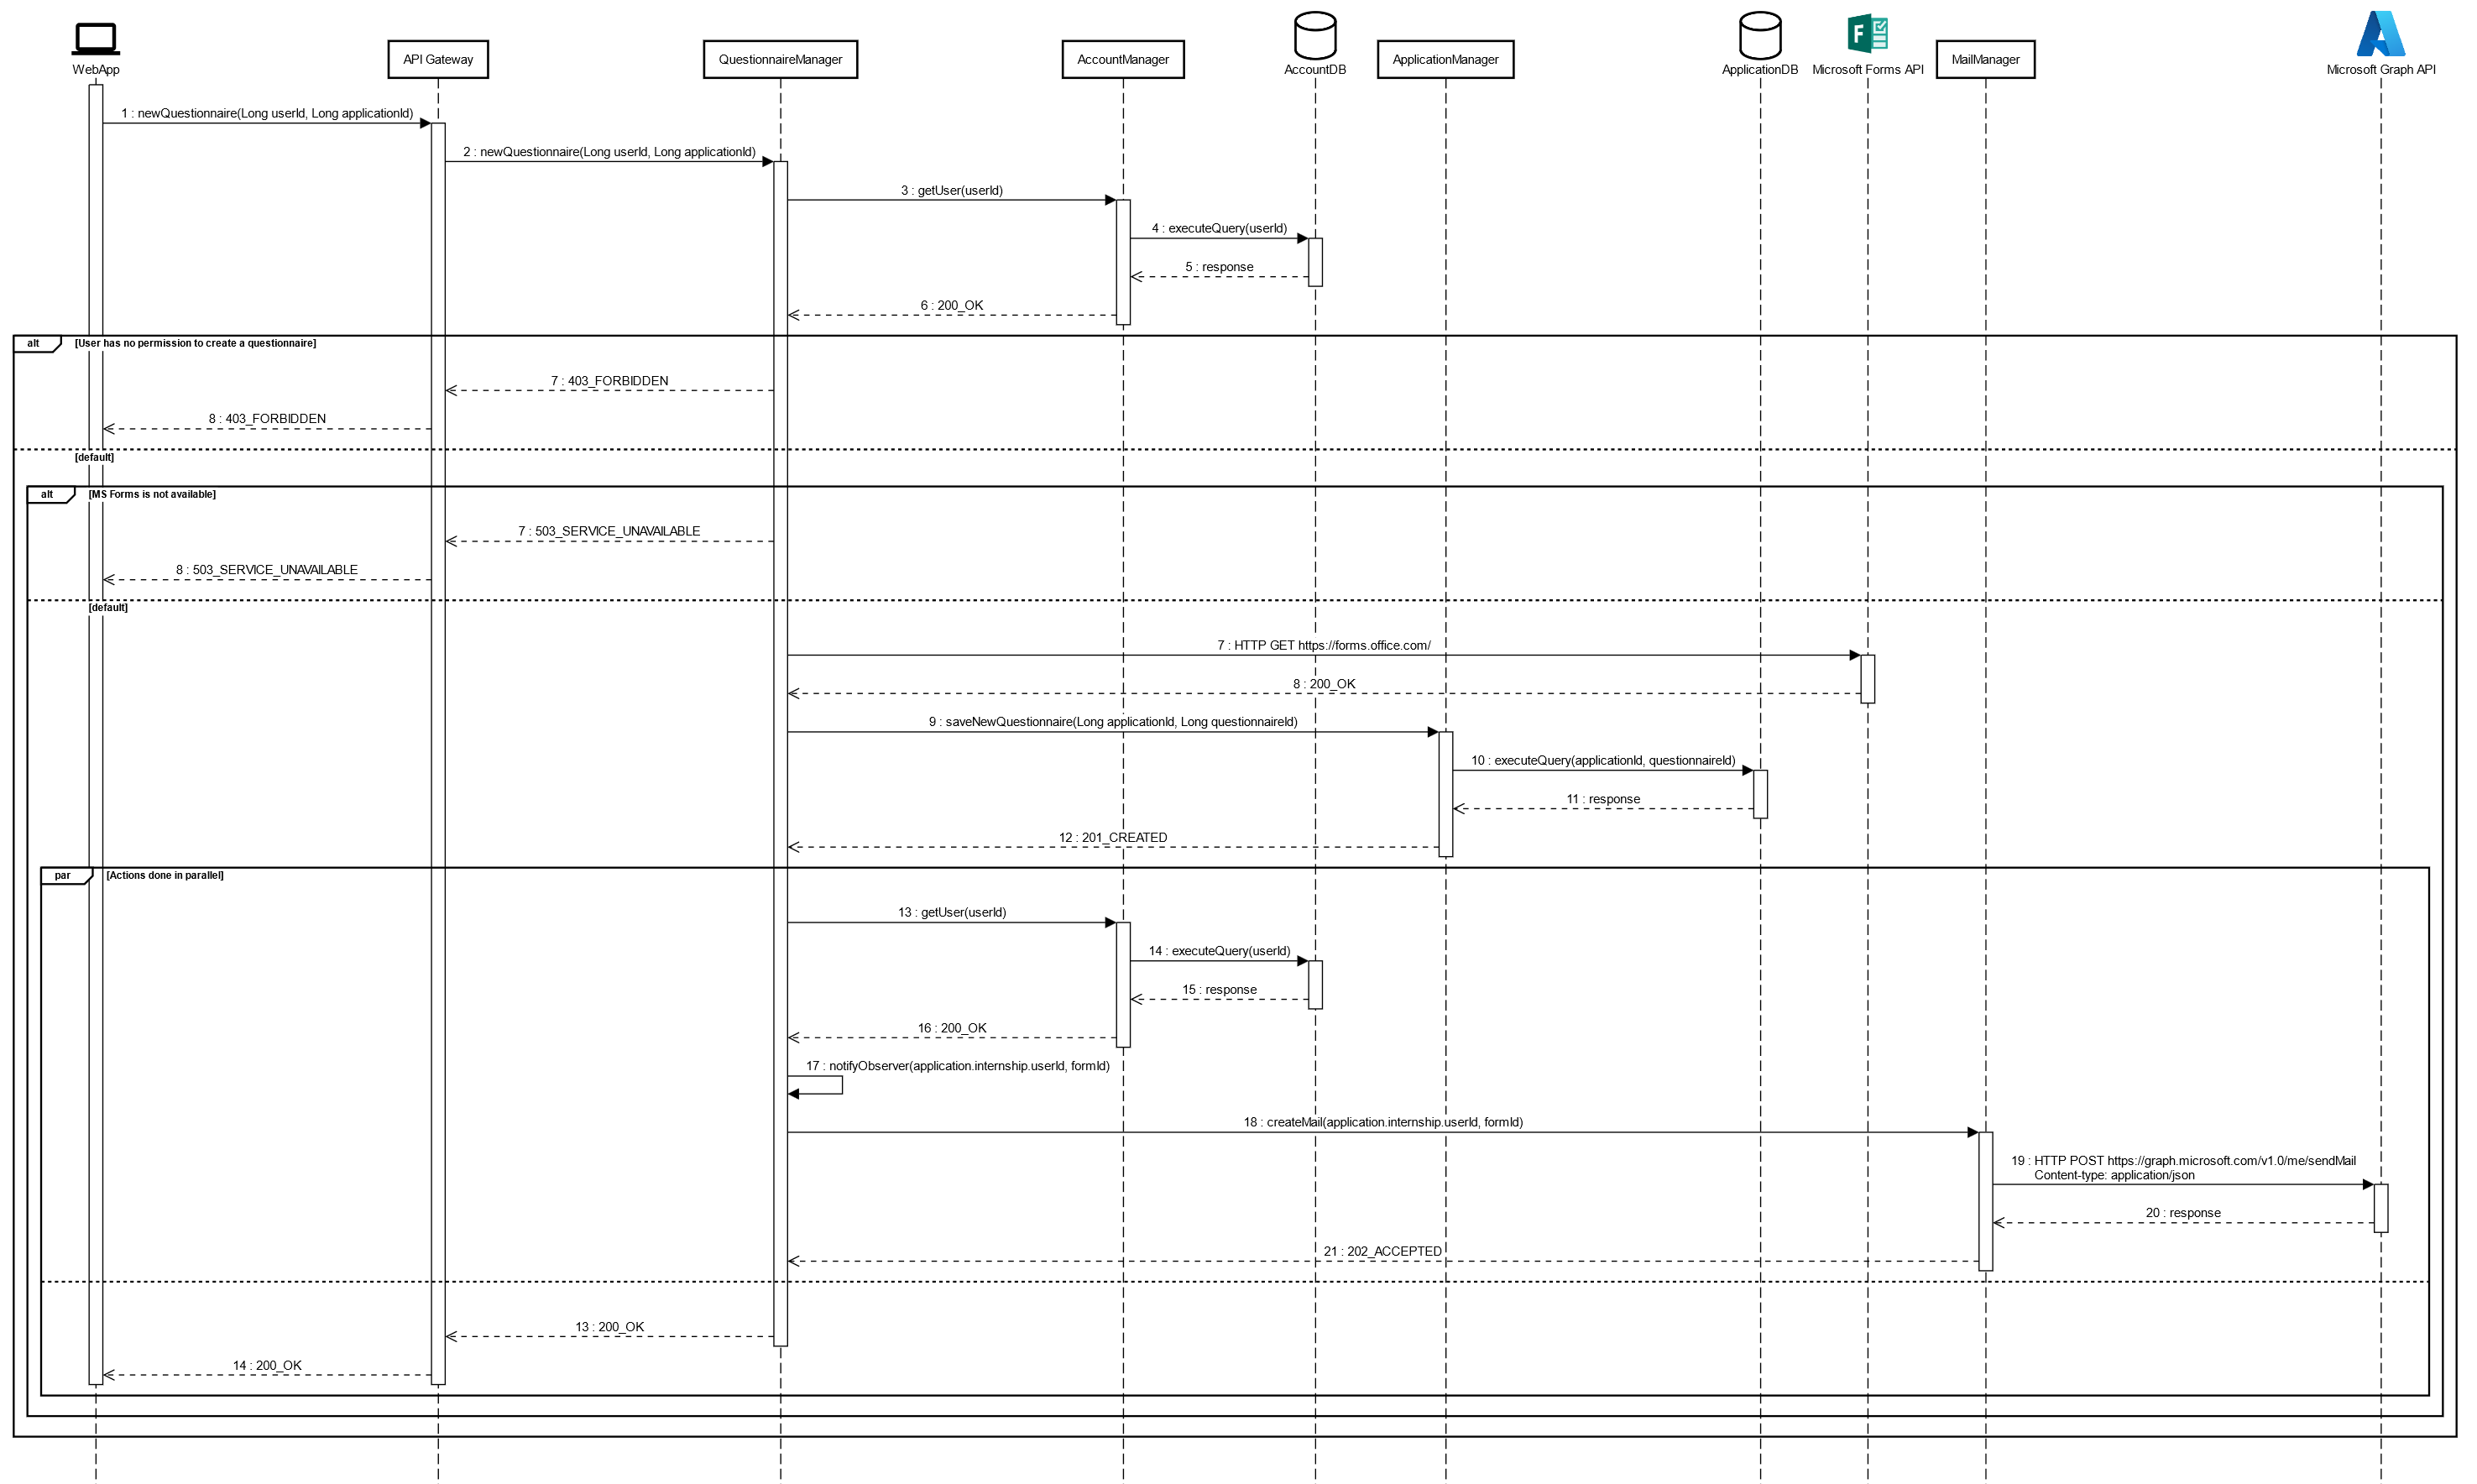 WebApp
API Gateway
QuestionnaireManager
AccountManager
AccountDB
ApplicationManager
ApplicationDB
F
Microsoft Forms API
MailManager
Microsoft Graph API
1 : newQuestionnaire(Long userId, Long applicationId)
2 : newQuestionnaire(Long userId, Long applicationId)
3 : getUser(userId)
4 : executeQuery(userId)
5 : response
6 : 200_OK
alt [User has no permission to create a questionnaire]
7 : 403_FORBIDDEN
8 : 403_FORBIDDEN
[default]
alt [MS Forms is not available]
7 : 503_SERVICE_UNAVAILABLE
8 : 503_SERVICE_UNAVAILABLE
[default]
7 : HTTP GET https://forms.office.com/
8 : 200_OK
9 : saveNewQuestionnaire(Long applicationId, Long questionnaireId)
10 : executeQuery(applicationId, questionnaireId)
11 : response
12 : 201_CREATED
par [Actions done in parallel]
13 : getUser(userId)
14 : executeQuery(userId)
15 : response
16 : 200_OK
17 : notifyObserver(application.internship.userId, formId)
18 : createMail(application.internship.userId, formId)
19 : HTTP POST https://graph.microsoft.com/v1.0/me/sendMail
Content-type: application/json
20 : response
21 : 202_ACCEPTED
13 : 200_OK
14 : 200_OK